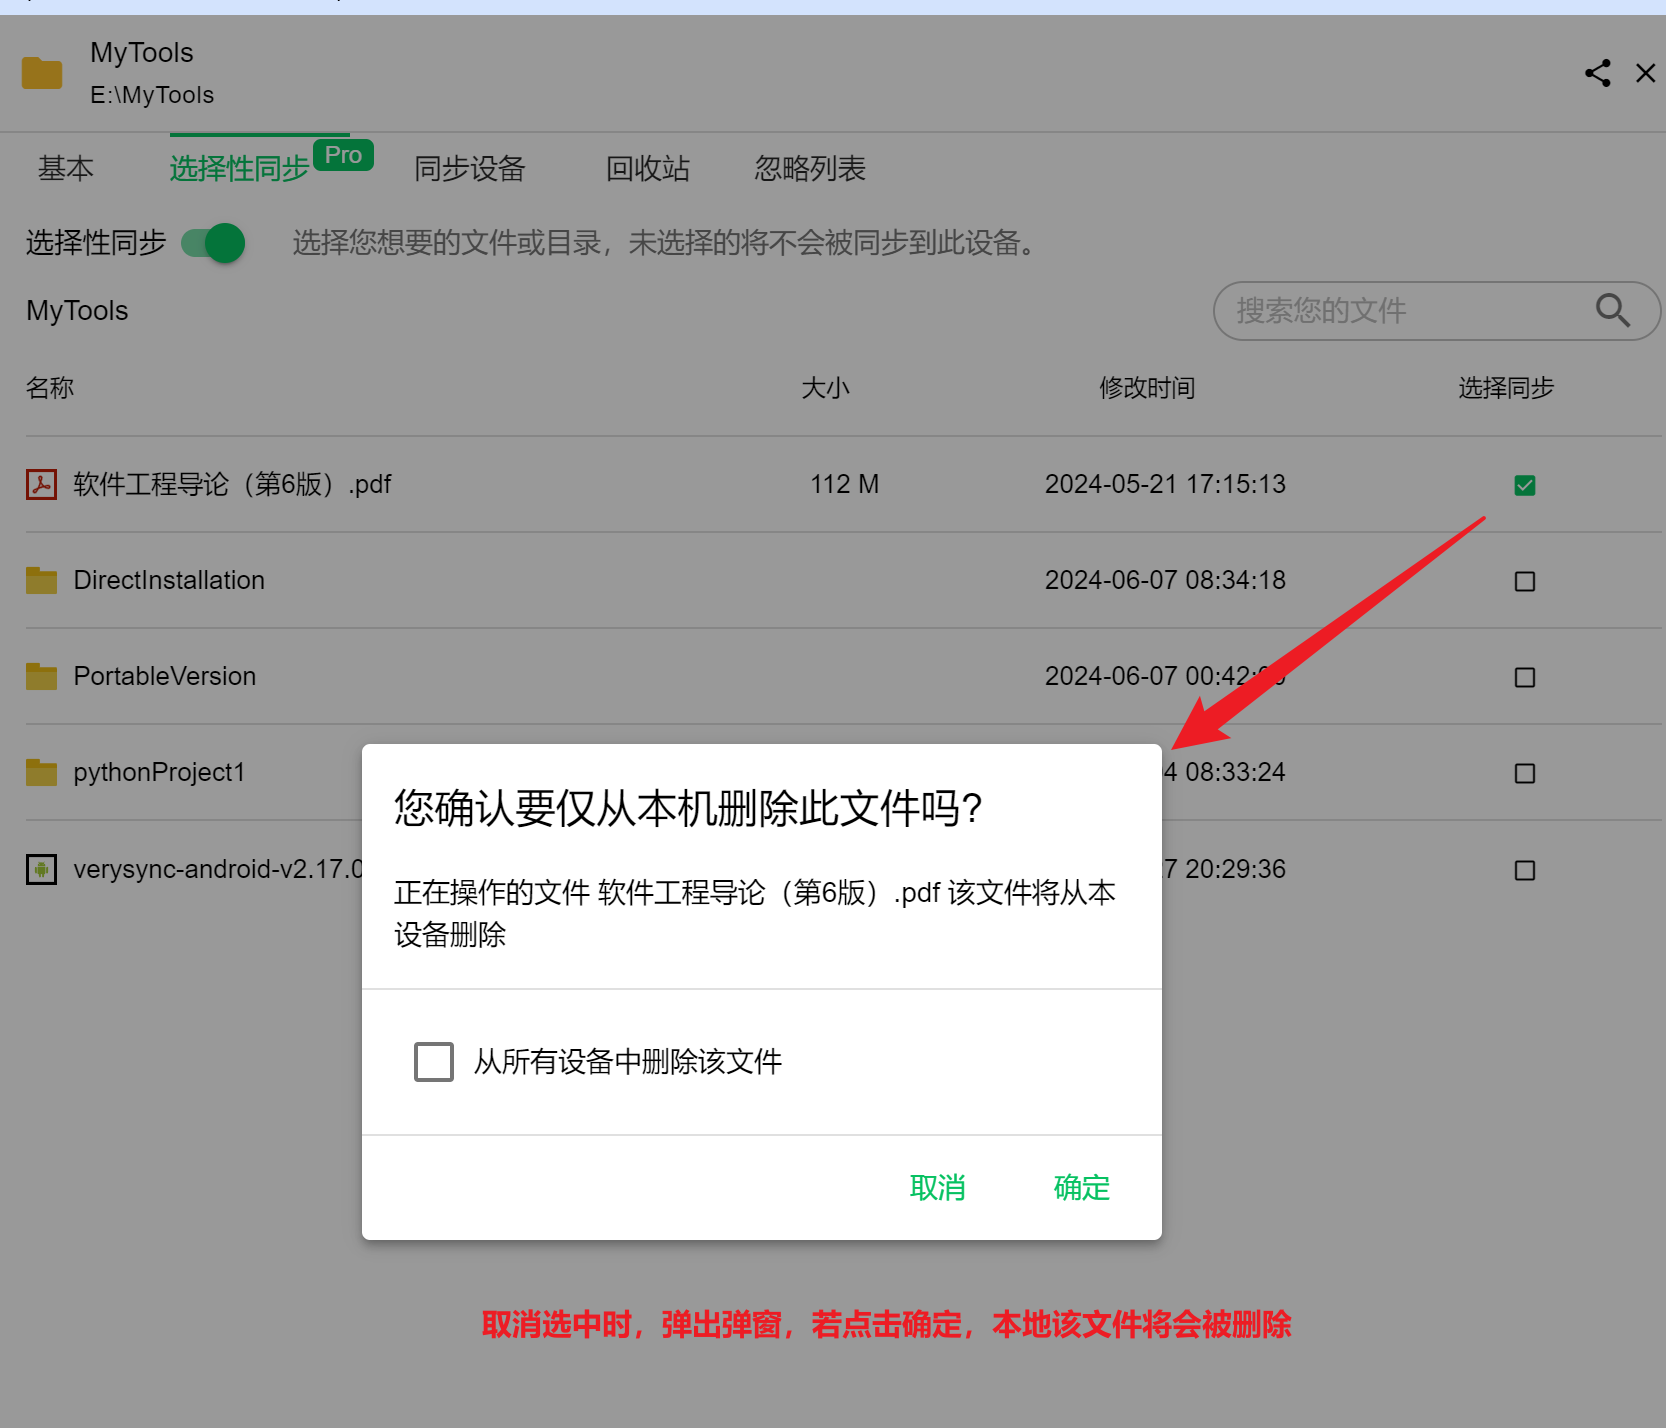 MyTools
E:\MyTools
基本 选择性同步 Pro 同步设备 回收站 忽略列表
选择性同步 选择您想要的文件或目录，未选择的将不会被同步到此设备。
MyTools 搜索您的文件
名称 大小 修改时间 选择同步
软件工程导论（第6版）.pdf 112 M 2024-05-21 17:15:13
DirectInstallation 2024-06-07 08:34:18
PortableVersion 2024-06-07
pythonProject1 08:33:24
verysync-android-v2.17.0 20:29:36
您确认要仅从本机删除此文件吗?
正在操作的文件 软件工程导论（第6版）.pdf 该文件将从本
设备删除
从所有设备中删除该文件
取消 确定
取消选中时，弹出弹窗，若点击确定，本地该文件将会被删除